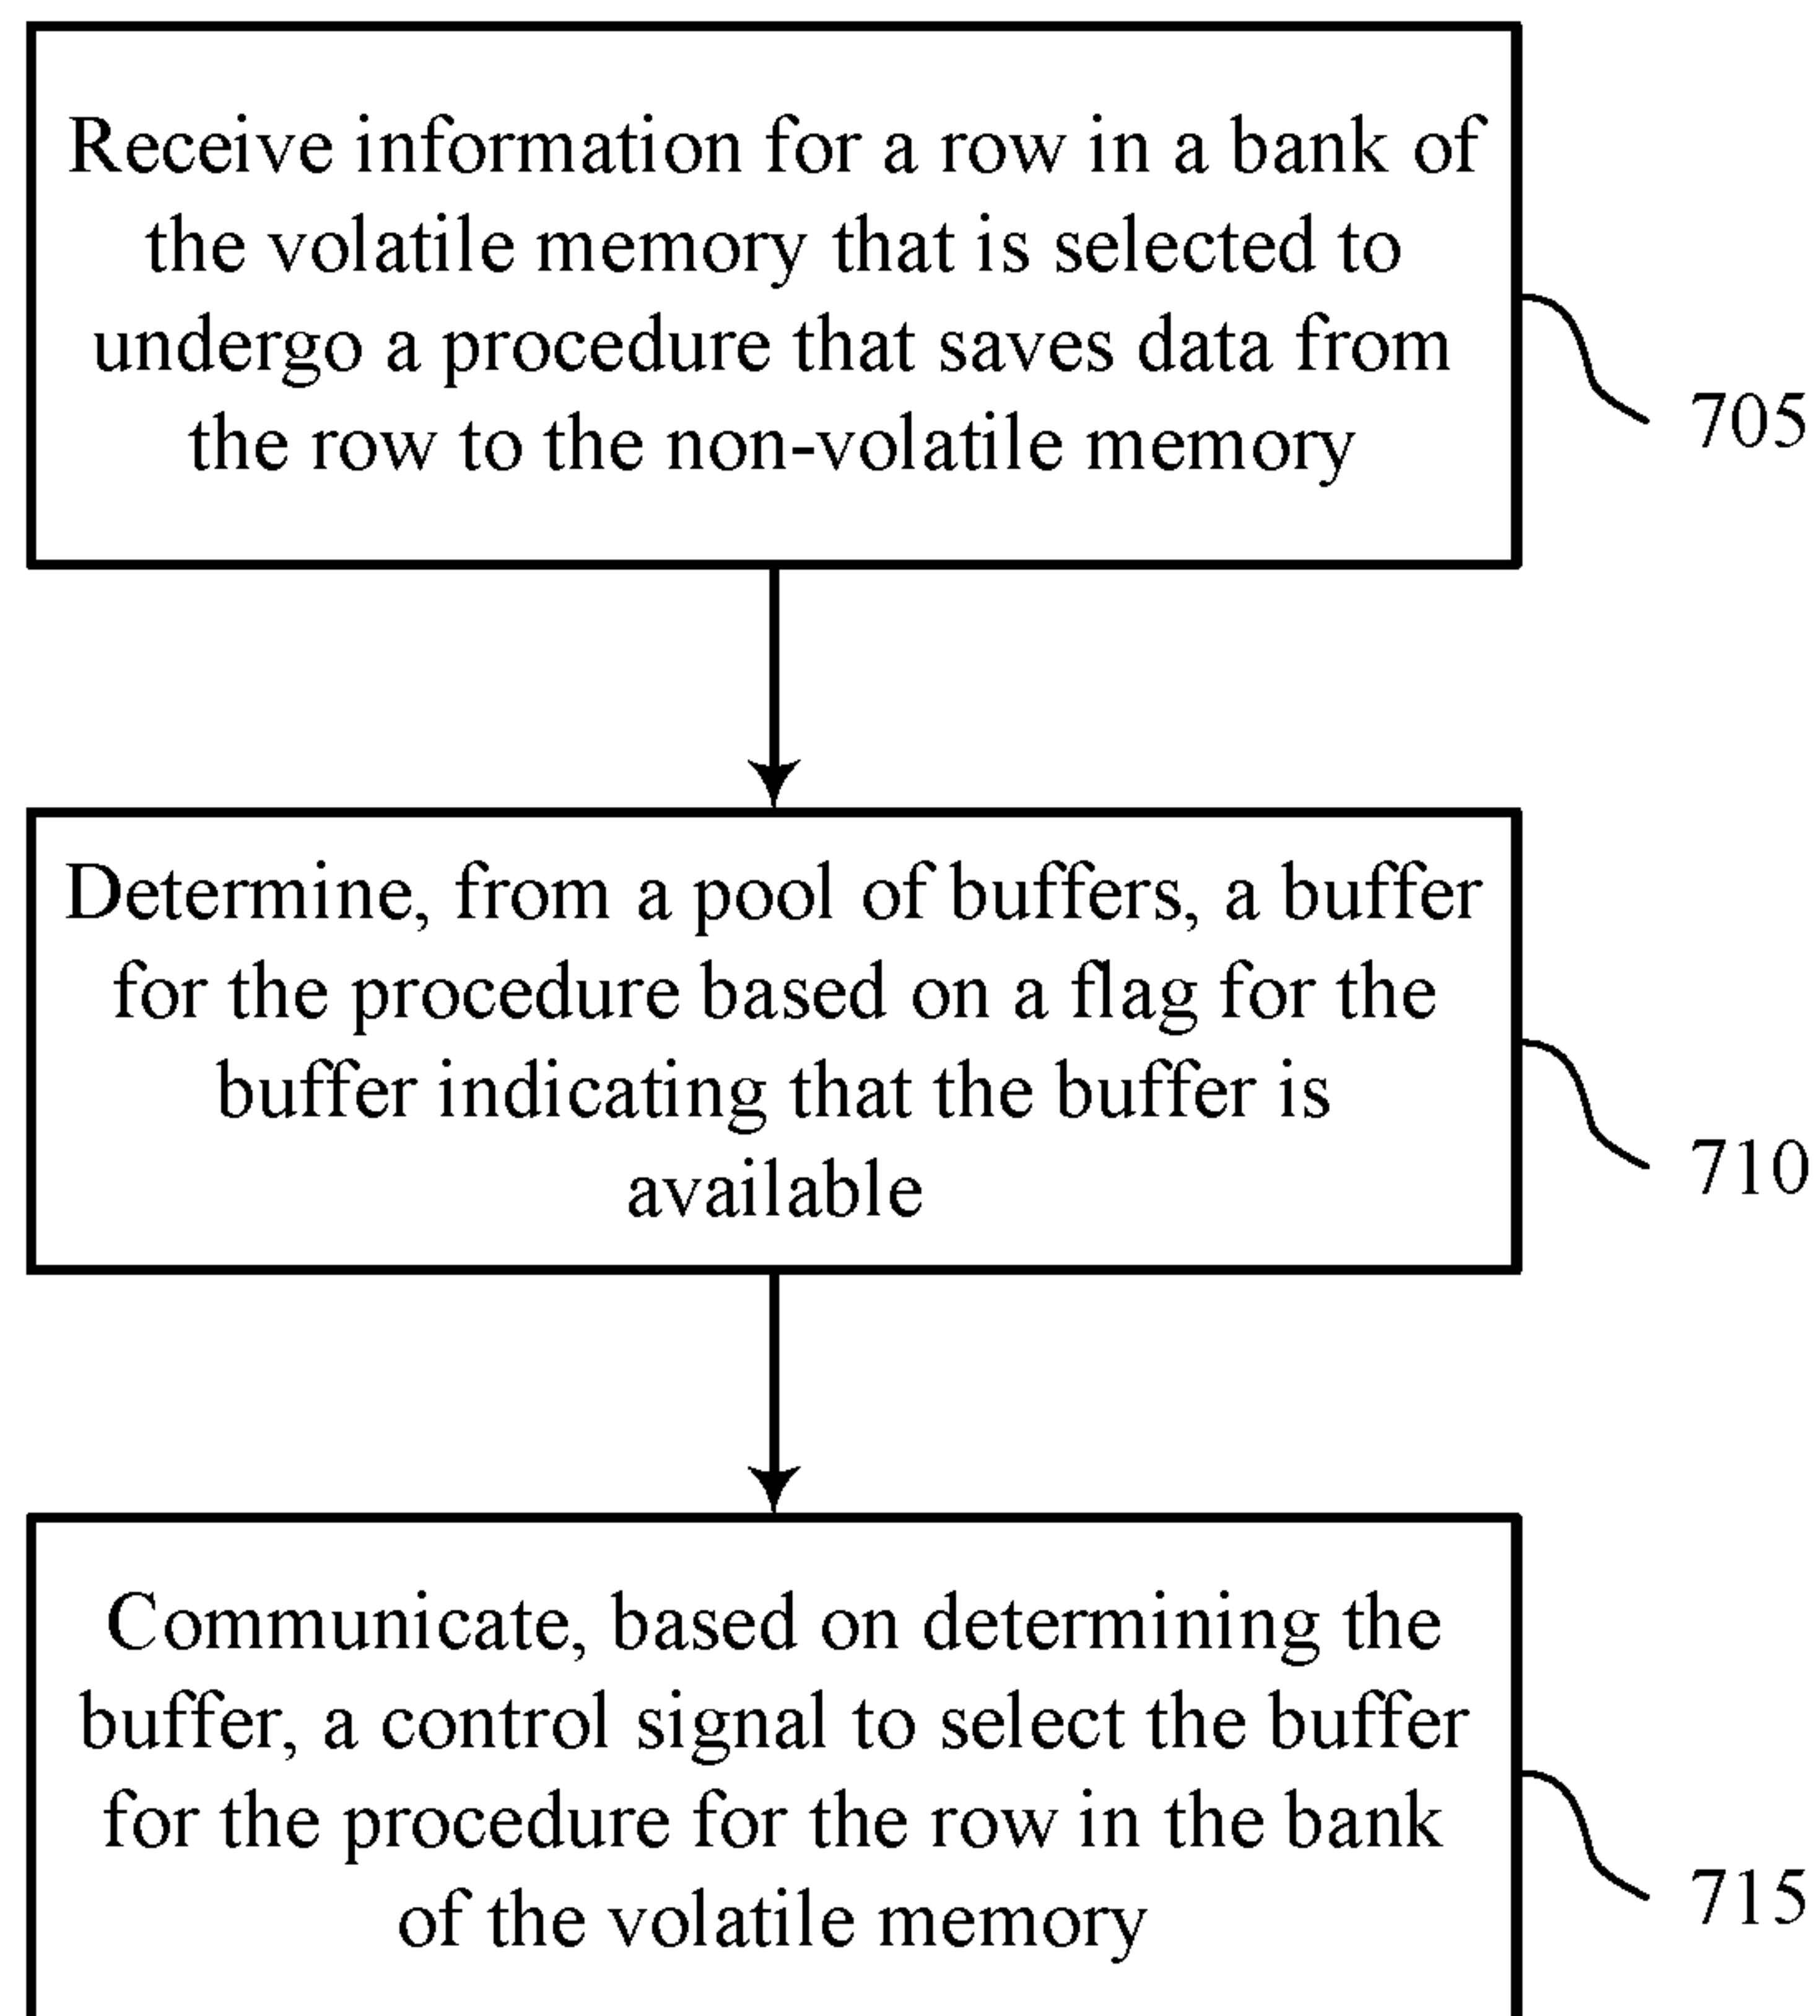 Receive information for a row in a bank of
the volatile memory that is selected to
undergo a procedure that saves data from
the row to the non-volatile memory
705
Determine, from a pool of buffers, a buffer
for the procedure based on a flag for the
buffer indicating that the buffer is
available
710
Communicate, based on determining the
buffer, a control signal to select the buffer
for the procedure for the row in the bank
of the volatile memory
715